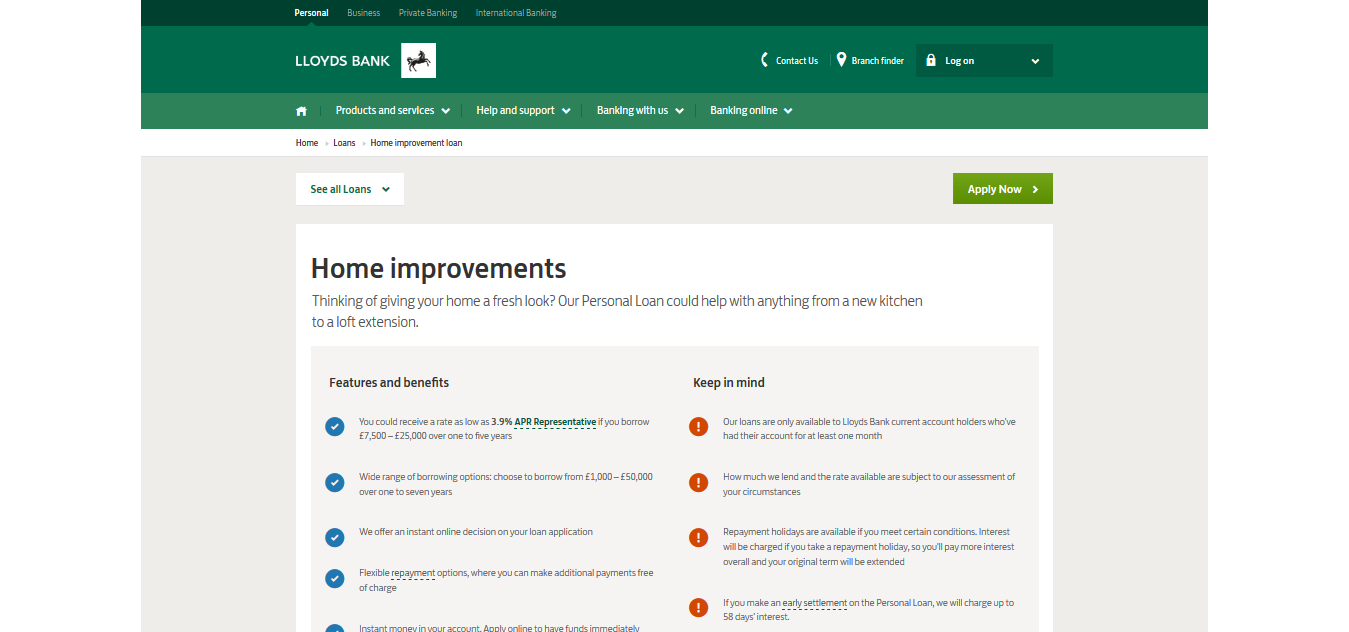 Personal Business Private Banking International Banking
LLOYDS BANK
Contact Us Branch finder Log on
Products and services Help and support Banking with us Banking online
Home Loans Home improvement loan
See all Loans
Apply Now
Home improvements
Thinking of giving your home a fresh look? Our Personal Loan could help with anything from a new kitchen
to a loft extension.
Features and benefits
You could receive a rate as low as 3.9% APR Representative if you borrow
£7,500 – £25,000 over one to five years
Wide range of borrowing options: choose to borrow from £1,000 – £50,000
over one to seven years
We offer an instant online decision on your loan application
Flexible repayment options, where you can make additional payments free
of charge
Instant money in your account. Apply online to have funds immediately
Keep in mind
Our loans are only available to Lloyds Bank current account holders who've
had their account for at least one month
How much we lend and the rate available are subject to our assessment of
your circumstances
Repayment holidays are available if you meet certain conditions. Interest
will be charged if you take a repayment holiday, so you'll pay more interest
overall and your original term will be extended
If you make an early settlement on the Personal Loan, we will charge up to
58 days' interest.